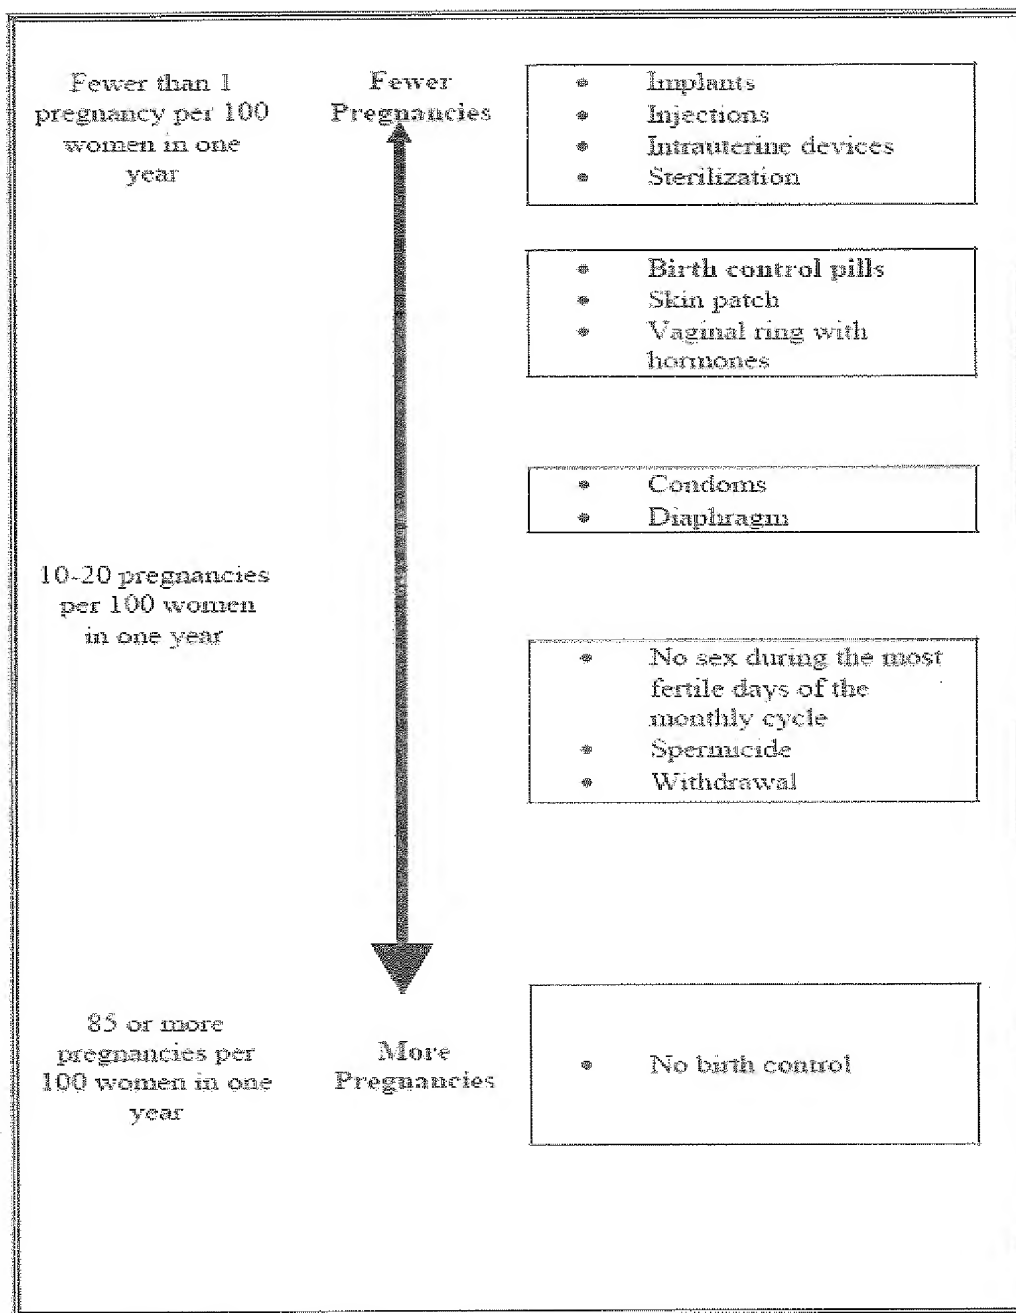 Fewer than 1
pregnancy per 100
women in one
year
Fewer
Pregnancies
• Implants
• Injections
• Intrauterine devices
• Sterilization
• Birth control pills
• Skin patch
• Vaginal ring with
hormones
• Condoms
• Diaphragm
10-20 pregnancies
per 100 women
in one year
• No sex during the most
fertile days of the
monthly cycle
• Spermicide
• Withdrawal
85 or more
pregnancies per
100 women in one
year
More
Pregnancies
• No birth control